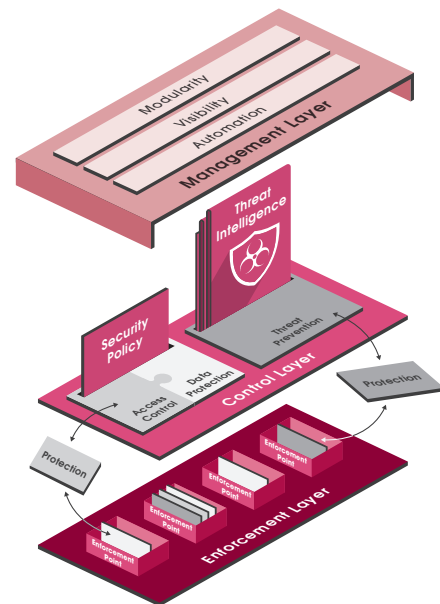 Modularity
Visibility
Automation
Management Layer
Threat
Intelligence
Security
Policy
Threat
Prevention
Data
Protection
Access
Control
Control Layer
Protection
Protection
Enforcement
Point
Enforcement
Point
Enforcement
Point
Enforcement
Point
Enforcement Layer